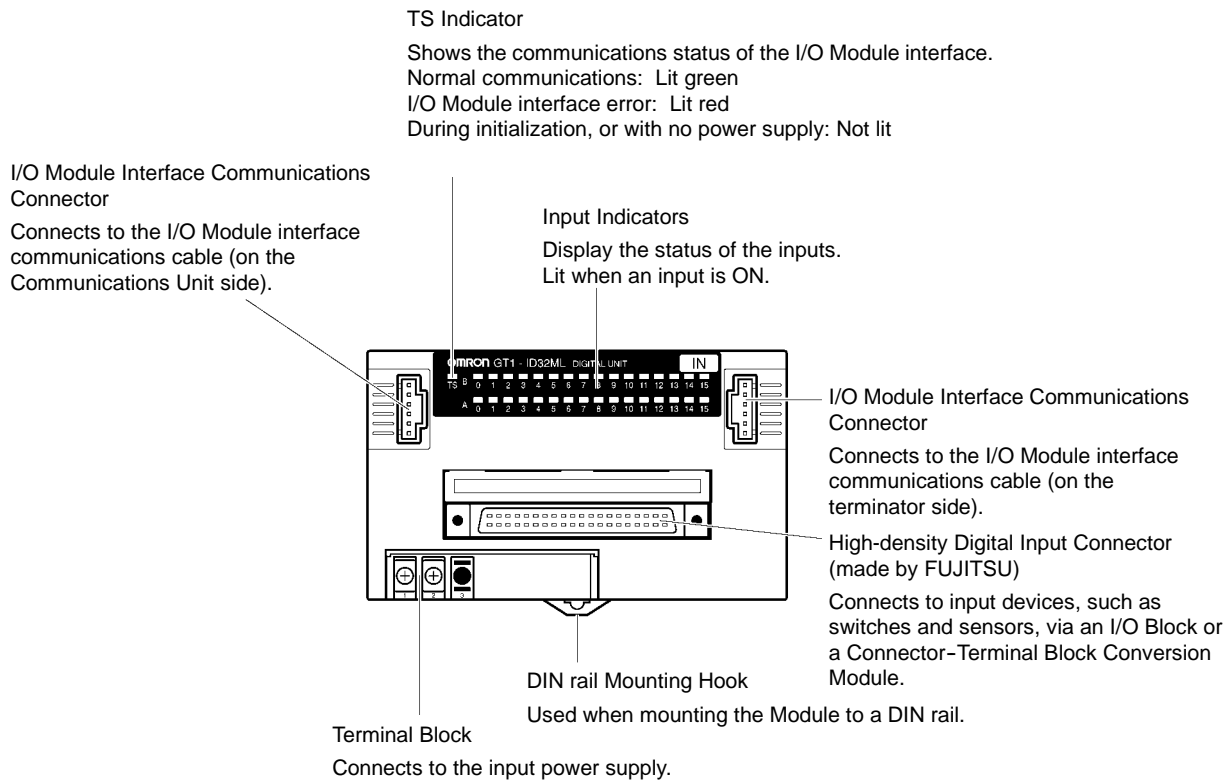 TS Indicator
Shows the communications status of the I/O Module interface.
Normal communications: Lit green
I/O Module interface error: Lit red
During initialization, or with no power supply: Not lit
I/O Module Interface Communications
Connector
Connects to the I/O Module interface
communications cable (on the
Communications Unit side).
Input Indicators
Display the status of the inputs.
Lit when an input is ON.
OMRON GT1 - ID32ML DIGITAL UNIT IN
TS B 0 1 2 3 4 5 6 7 8 9 10 11 12 13 14 15
A 0 1 2 3 4 5 6 7 8 9 10 11 12 13 14 15
I/O Module Interface Communications
Connector
Connects to the I/O Module interface
communications cable (on the
terminator side).
High-density Digital Input Connector
(made by FUJITSU)
Connects to input devices, such as
switches and sensors, via an I/O Block or
a Connector-Terminal Block Conversion
Module.
1 2 3
DIN rail Mounting Hook
Used when mounting the Module to a DIN rail.
Terminal Block
Connects to the input power supply.